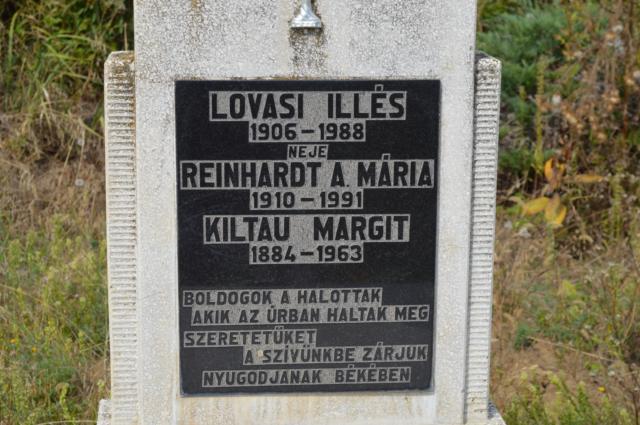 LOVASI ILLÉS
1906-1988
NEJE
REINHARDT A. MÁRIA
1910-1991
KILTAU MARGIT
1884-1963
BOLDOGOK A HALOTTAK
AKIK AZ ÚRBAN HALTAK MEG
SZERETETÜKET
A SZÍVÜNKBE ZÁRJUK
NYUGODJANAK BÉKÉBEN